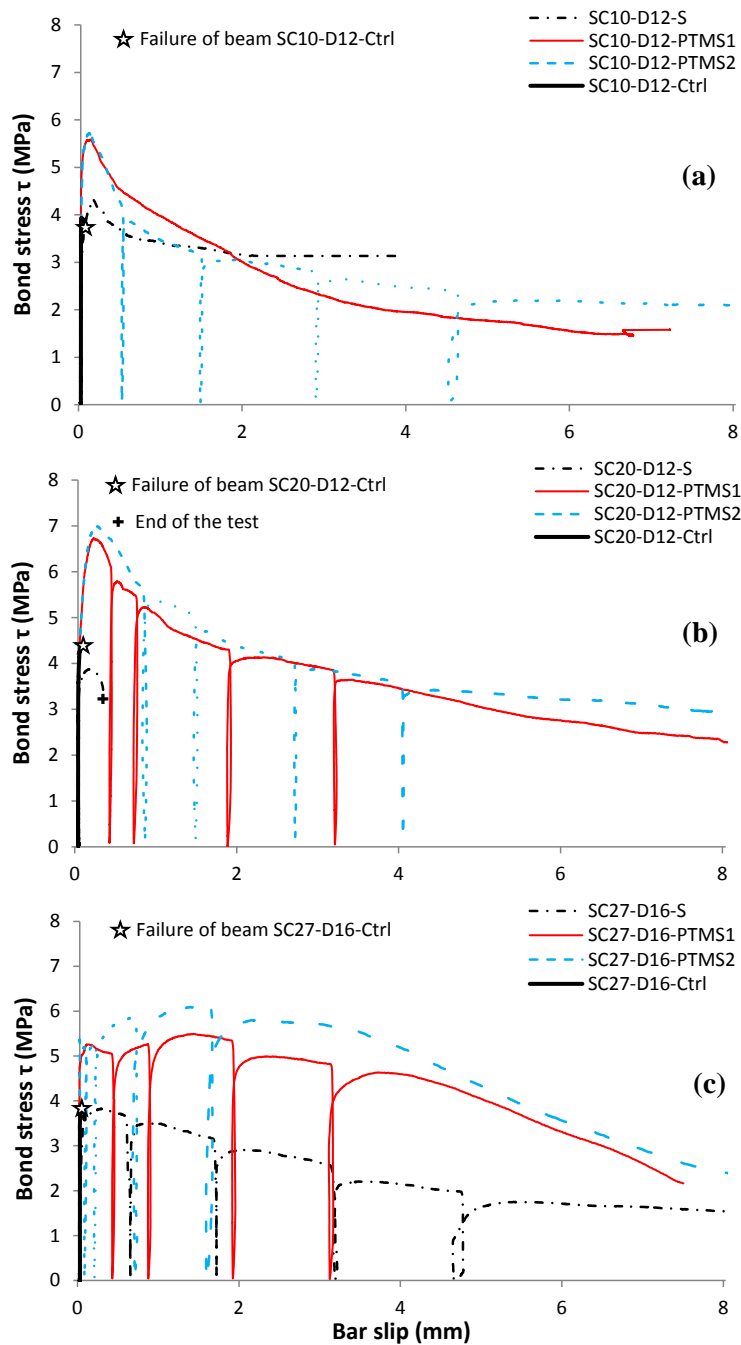 8
7
6
5
4
3
2
1
0
Bond stress τ (MPa)
Failure of beam SC10-D12-Ctrl
SC10-D12-S
SC10-D12-PTMS1
SC10-D12-PTMS2
SC10-D12-Ctrl
(a)
0 2 4 6 8
8
7
6
5
4
3
2
1
0
Bond stress τ (MPa)
Failure of beam SC20-D12-Ctrl
End of the test
SC20-D12-S
SC20-D12-PTMS1
SC20-D12-PTMS2
SC20-D12-Ctrl
(b)
0 2 4 6 8
8
7
6
5
4
3
2
1
0
Bond stress τ (MPa)
Failure of beam SC27-D16-Ctrl
SC27-D16-S
SC27-D16-PTMS1
SC27-D16-PTMS2
SC27-D16-Ctrl
(c)
0 2 4 6 8
Bar slip (mm)